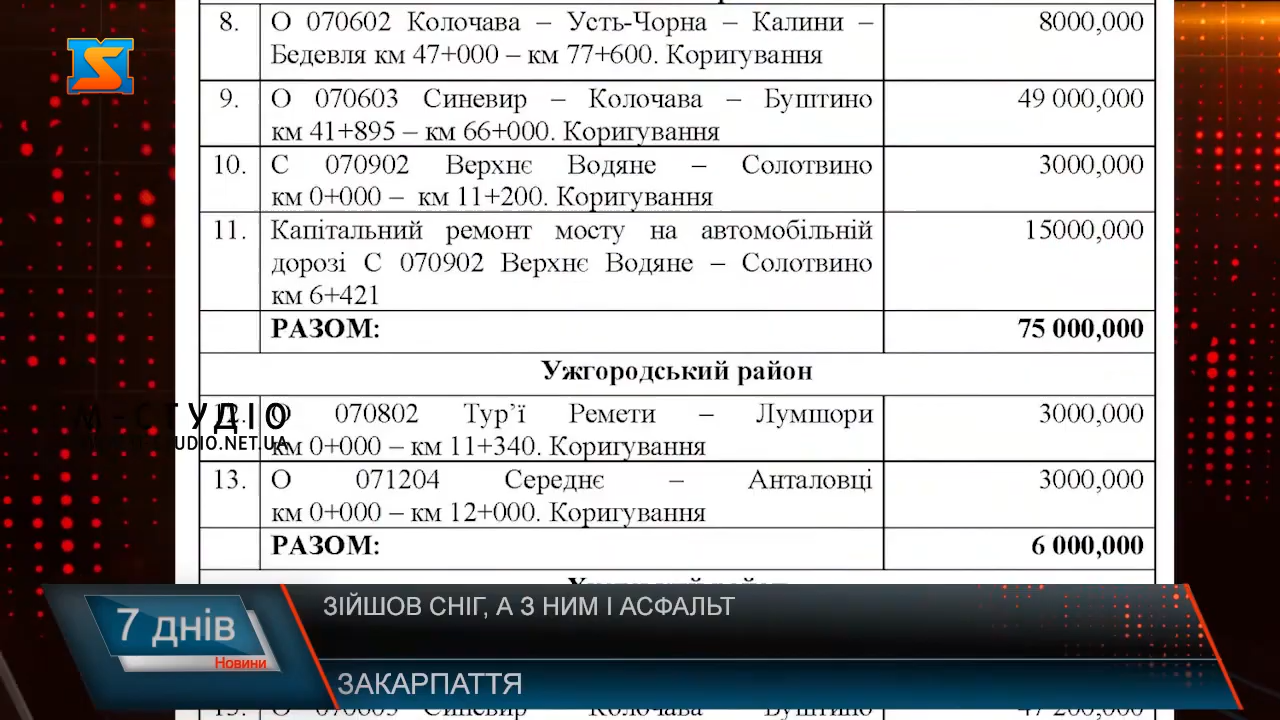 8. О 070602 Колочава – Усть-Чорна – Калини – 8000,000
Бедевля км 47+000 – км 77+600. Коригування
9. О 070603 Синевир – Колочава – Буштино 49 000,000
км 41+895 – км 66+000. Коригування
10. С 070902 Верхнє Водяне – Солотвино 3000,000
км 0+000 – км 11+200. Коригування
11. Капітальний ремонт мосту на автомобільній 15000,000
дорозі С 070902 Верхнє Водяне – Солотвино
км 6+421
РАЗОМ: 75 000,000
Ужгородський район
М-СТУДІО
UDIO.NET.UA
12. О 070802 Тур’ї Ремети – Лумшори 3000,000
км 0+000 – км 11+340. Коригування
13. О 071204 Середнє – Анталовці 3000,000
км 0+000 – км 12+000. Коригування
РАЗОМ: 6 000,000
7 днів
Новини
ЗІЙШОВ СНІГ, А З НИМ І АСФАЛЬТ
ЗАКАРПАТТЯ